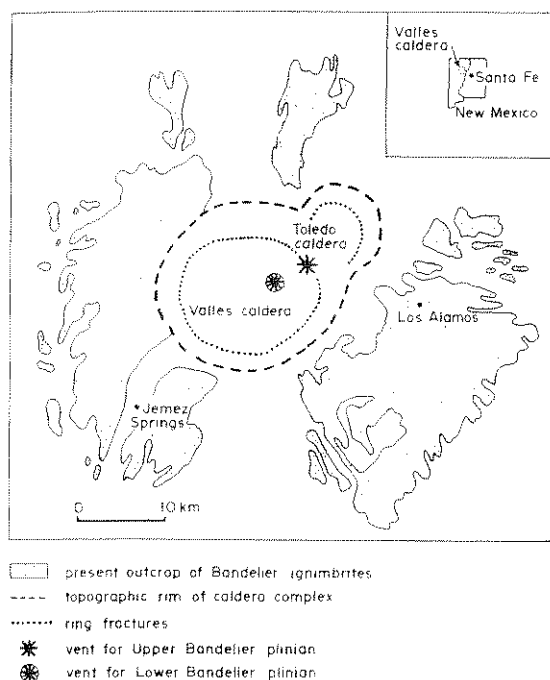 Valles
caldera
Santa Fe
New Mexico
Toledo
caldera
Valles caldera
Los Alamos
Jemez
Springs
0 10 km
present outcrop of Bandelier ignimbrites
topographic rim of caldera complex
ring fractures
vent for Upper Bandelier plinian
vent for Lower Bandelier plinian